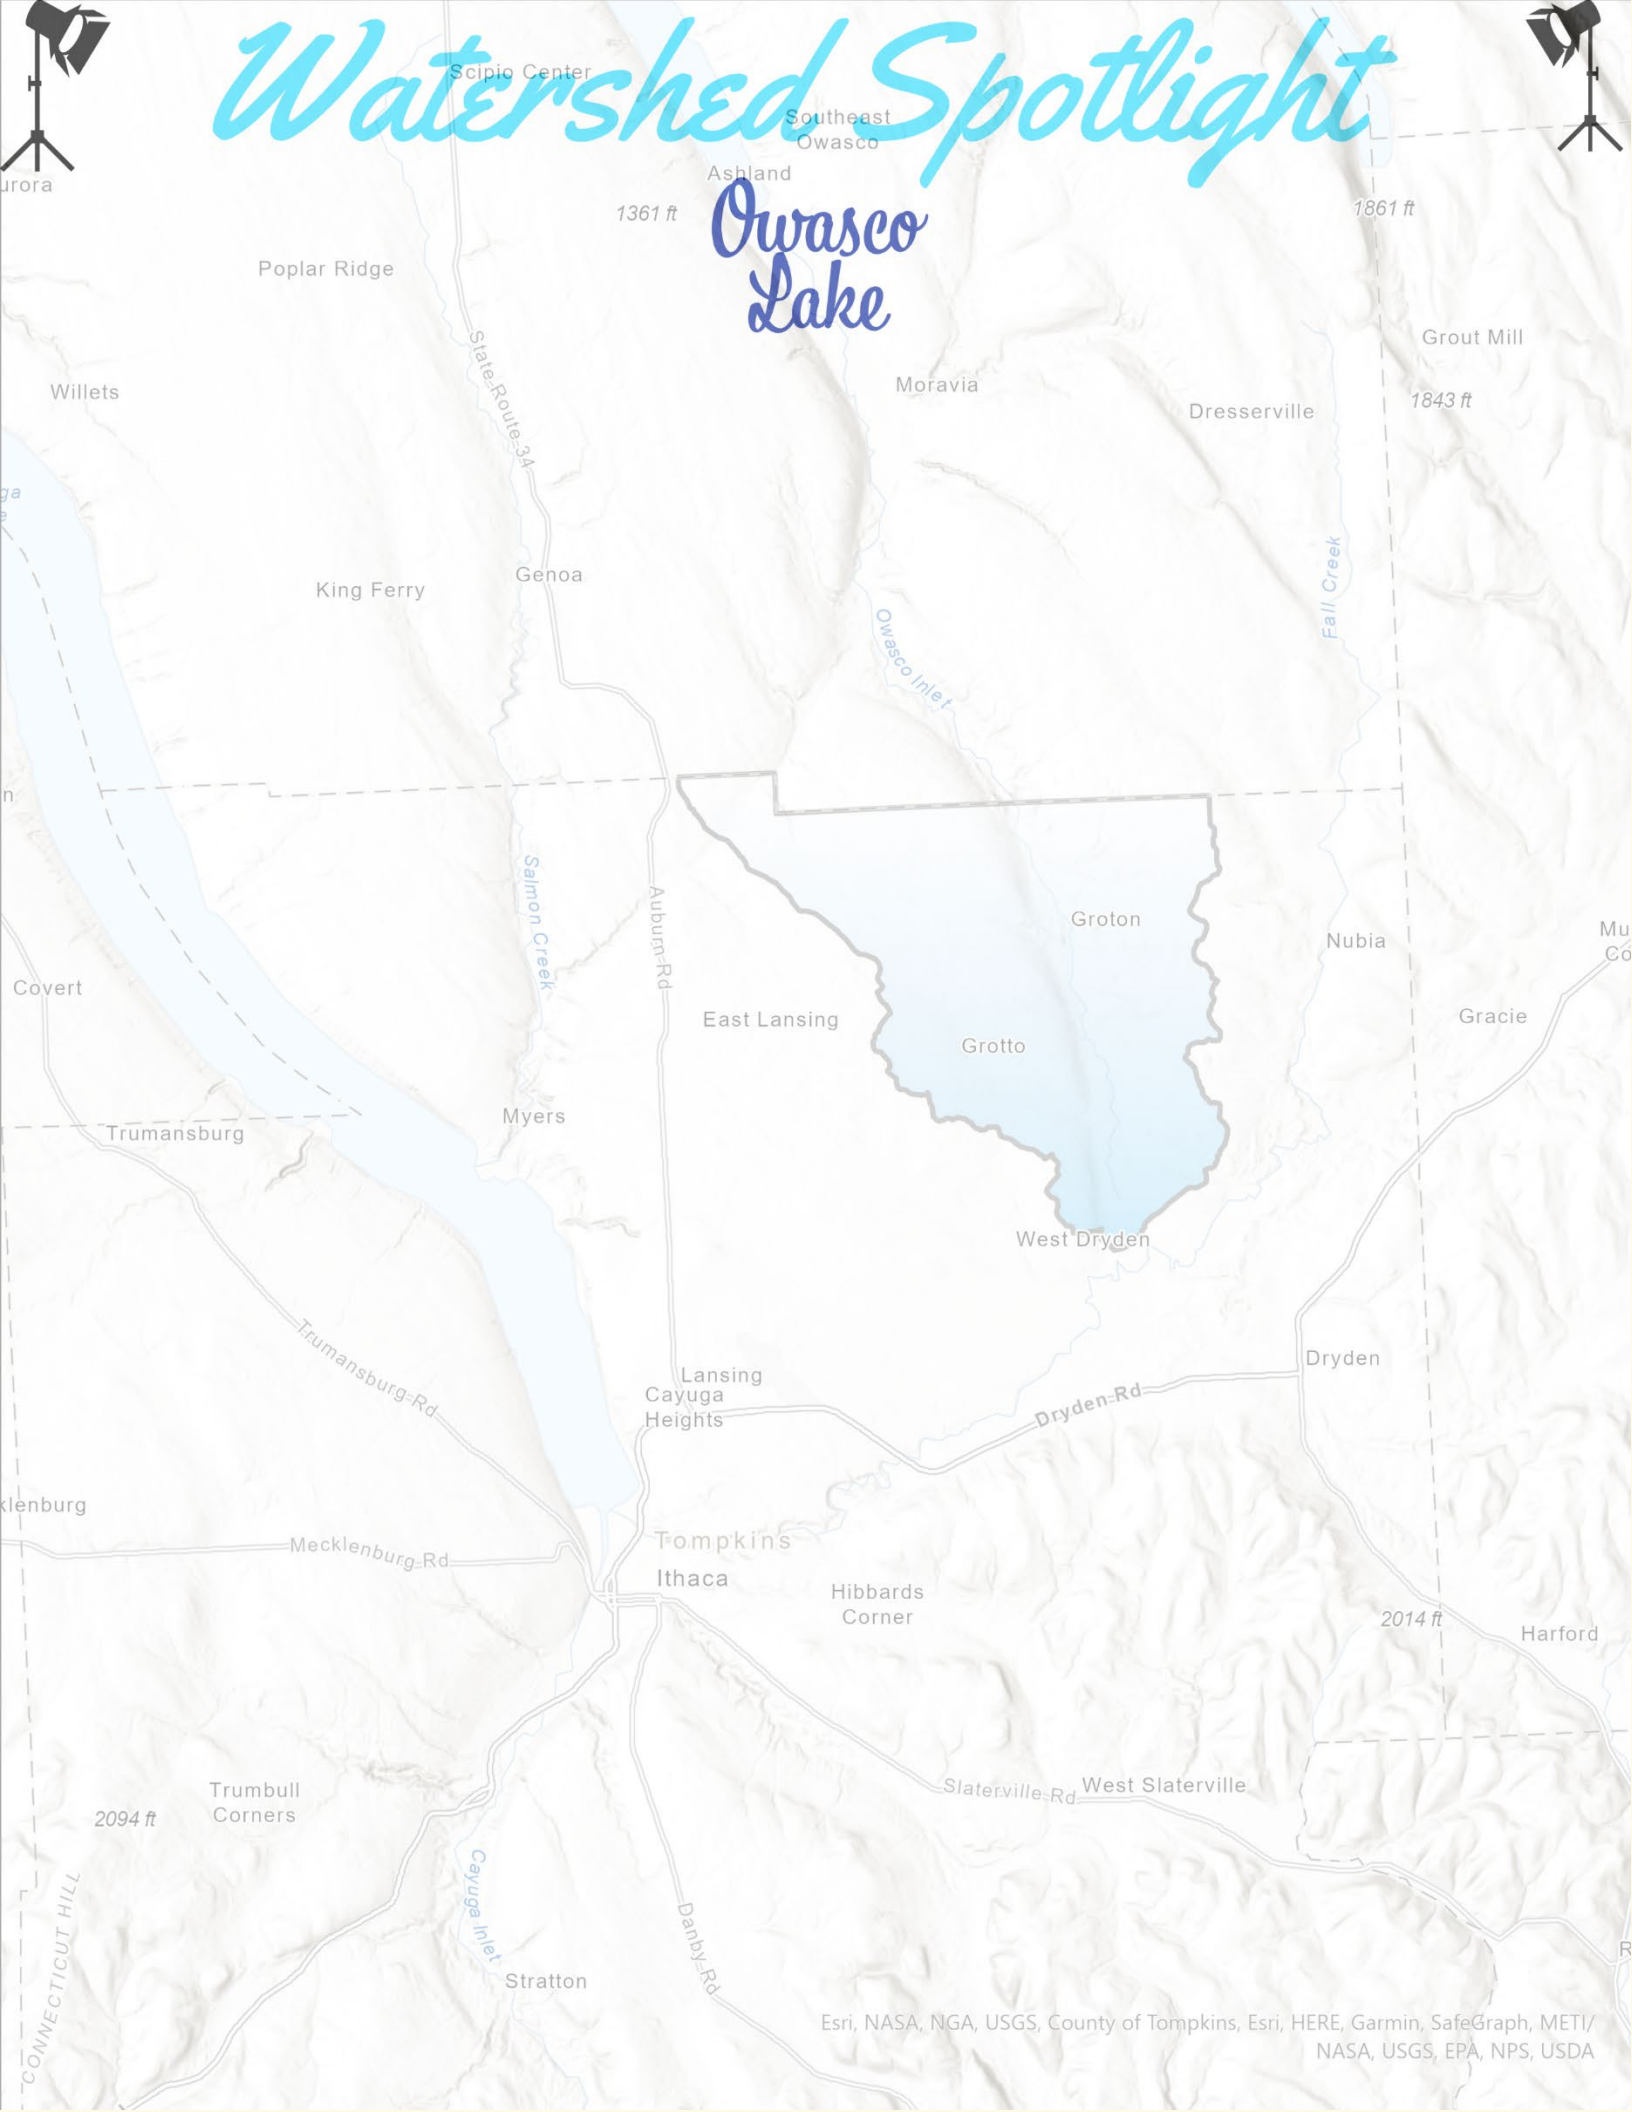 Watershed Spotlight
Owasco
Lake
Scipio Center
Southeast
Owasco
Ashland
urora
1361 ft
1861 ft
Poplar Ridge
State Route 34
Grout Mill
Willets
Moravia
1843 ft
Dresserville
ga
e
Fall Creek
Genoa
King Ferry
Owasco Inlet
n
Salmon Creek
Auburn Rd
Groton
Nubia
Mu
Co
Covert
East Lansing
Gracie
Grotto
Myers
Trumansburg
West Dryden
Trumansburg Rd
Dryden
Lansing
Cayuga
Heights
Dryden Rd
klenburg
Mecklenburg Rd
Tompkins
Ithaca
Hibbards
Corner
2014 ft
Harford
Trumbull
Corners
2094 ft
Slaterville Rd
West Slaterville
CONNECTICUT HILL
Cayuga Inlet
Danby Rd
R
Stratton
Esri, NASA, NGA, USGS, County of Tompkins, Esri, HERE, Garmin, SafeGraph, METI/
NASA, USGS, EPA, NPS, USDA